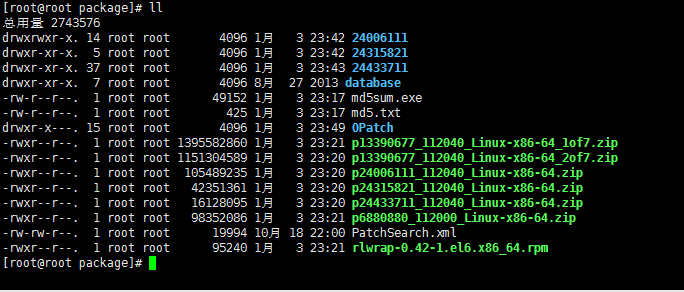 [root@root package]# ll
总用量 2743576
drwxrwxr-x. 14 root root       4096 1月   3 23:42 24006111
drwxr-xr-x.  5 root root       4096 1月   3 23:42 24315821
drwxr-xr-x. 37 root root       4096 1月   3 23:43 24433711
drwxr-xr-x.  7 root root       4096 8月  27 2013 database
-rw-r--r--.  1 root root      49152 1月   3 23:17 md5sum.exe
-rw-r--r--.  1 root root        425 1月   3 23:17 md5.txt
drwxr-x---. 15 root root       4096 1月   3 23:49 OPatch
-rwxr--r--.  1 root root 1395582860 1月   3 23:21 p13390677_112040_Linux-x86-64_1of7.zip
-rwxr--r--.  1 root root 1151304589 1月   3 23:20 p13390677_112040_Linux-x86-64_2of7.zip
-rwxr--r--.  1 root root  105489235 1月   3 23:20 p24006111_112040_Linux-x86-64.zip
-rwxr--r--.  1 root root   42351361 1月   3 23:20 p24315821_112040_Linux-x86-64.zip
-rwxr--r--.  1 root root   16128095 1月   3 23:20 p24433711_112040_Linux-x86-64.zip
-rwxr--r--.  1 root root   98352086 1月   3 23:21 p6880880_112000_Linux-x86-64.zip
-rw-rw-r--.  1 root root      19994 10月 18 22:00 PatchSearch.xml
-rwxr--r--.  1 root root      95240 1月   3 23:21 rlwrap-0.42-1.el6.x86_64.rpm
[root@root package]#